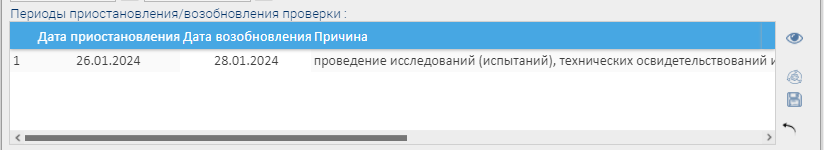 Периоды приостановления/возобновления проверки :
Дата приостановления Дата возобновления Причина
1 26.01.2024 28.01.2024 проведение исследований (испытаний), технических освидетельствований и